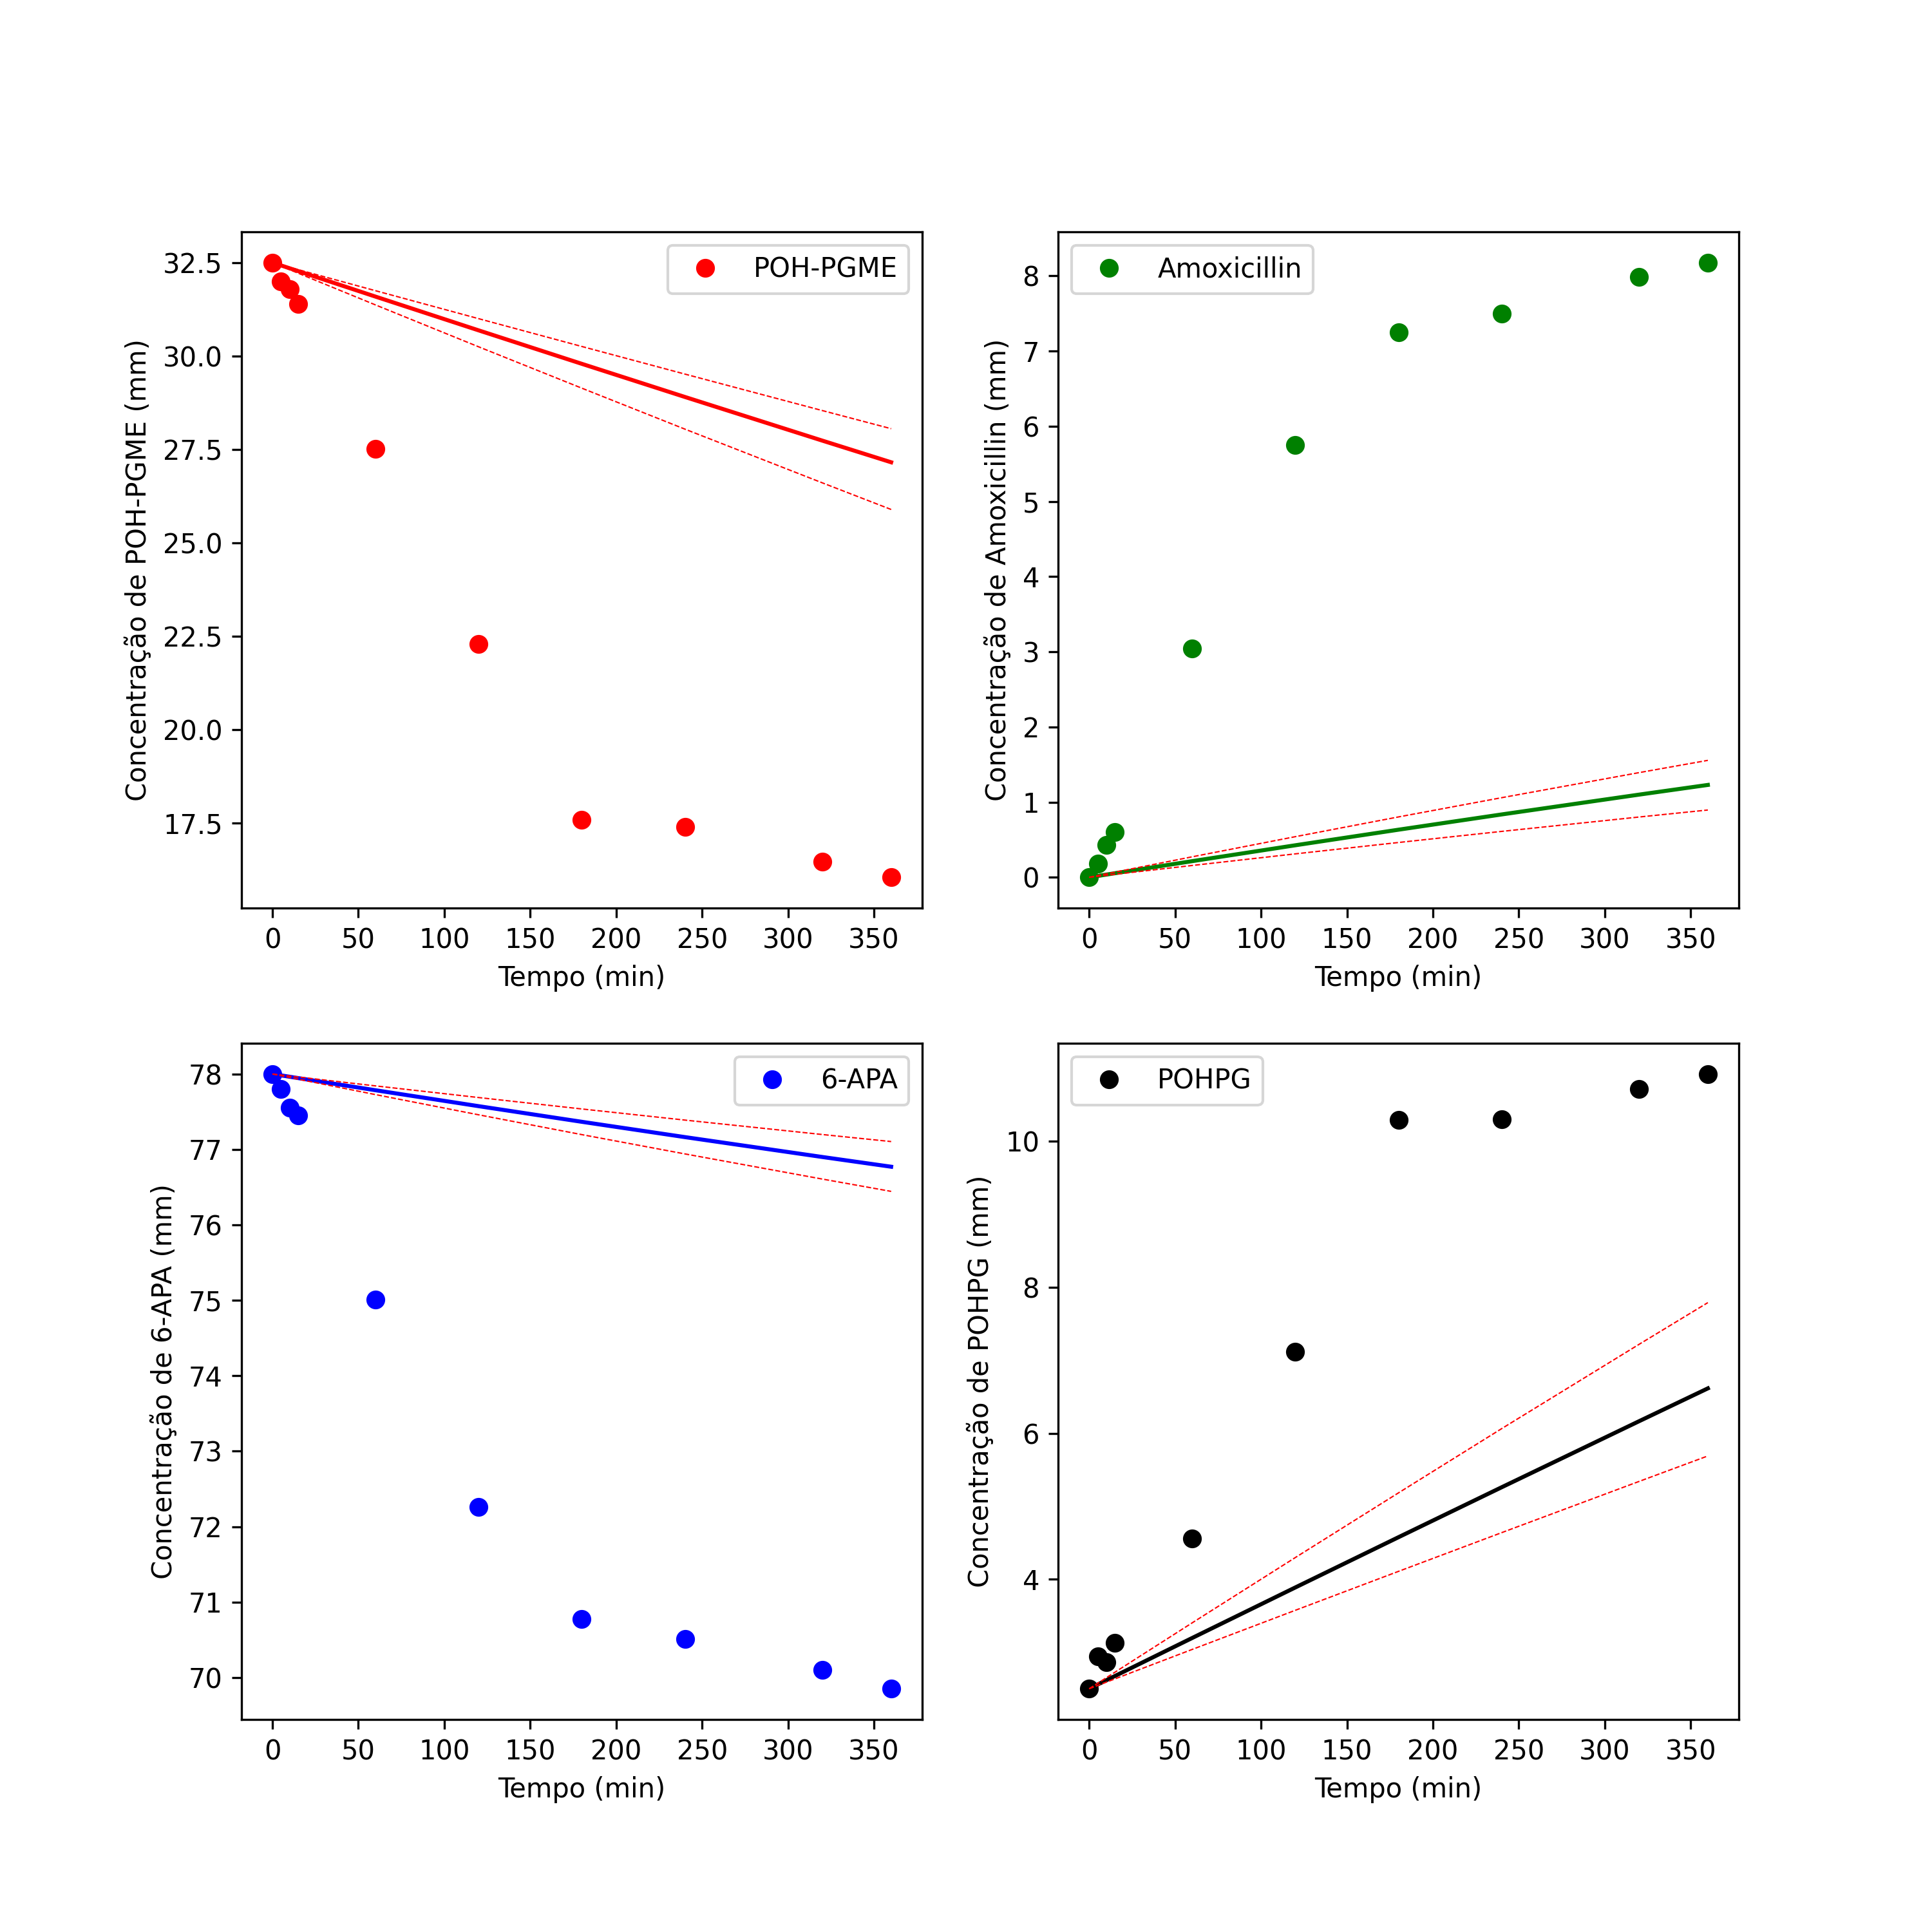 POH-PGME
Concentração de POH-PGME (mm)
32.5
30.0
27.5
25.0
22.5
20.0
17.5
0 50 100 150 200 250 300 350
Tempo (min)
Amoxicillin
Concentração de Amoxicillin (mm)
8
7
6
5
4
3
2
1
0
0 50 100 150 200 250 300 350
Tempo (min)
6-APA
Concentração de 6-APA (mm)
78
77
76
75
74
73
72
71
70
0 50 100 150 200 250 300 350
Tempo (min)
POHPG
Concentração de POHPG (mm)
10
8
6
4
0 50 100 150 200 250 300 350
Tempo (min)